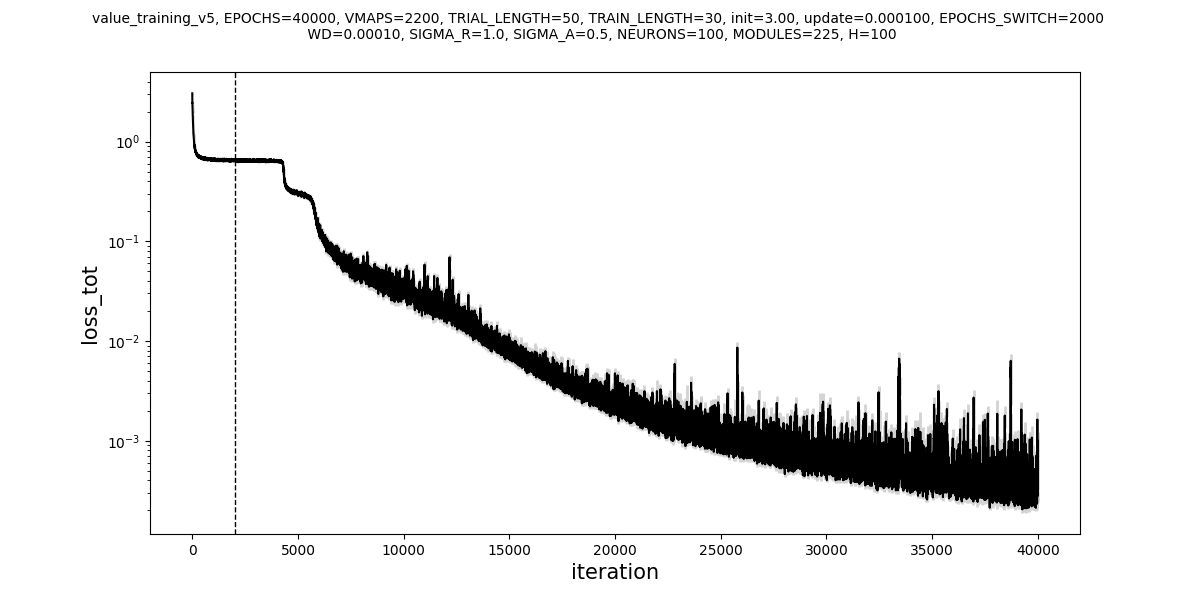 value_training_v5, EPOCHS=40000, VMAPS=2200, TRIAL_LENGTH=50, TRAIN_LENGTH=30, init=3.00, update=0.000100, EPOCHS_SWITCH=2000
WD=0.00010, SIGMA_R=1.0, SIGMA_A=0.5, NEURONS=100, MODULES=225, H=100
10^0
10^-1
10^-2
10^-3
loss_tot
0 5000 10000 15000 20000 25000 30000 35000 40000
iteration